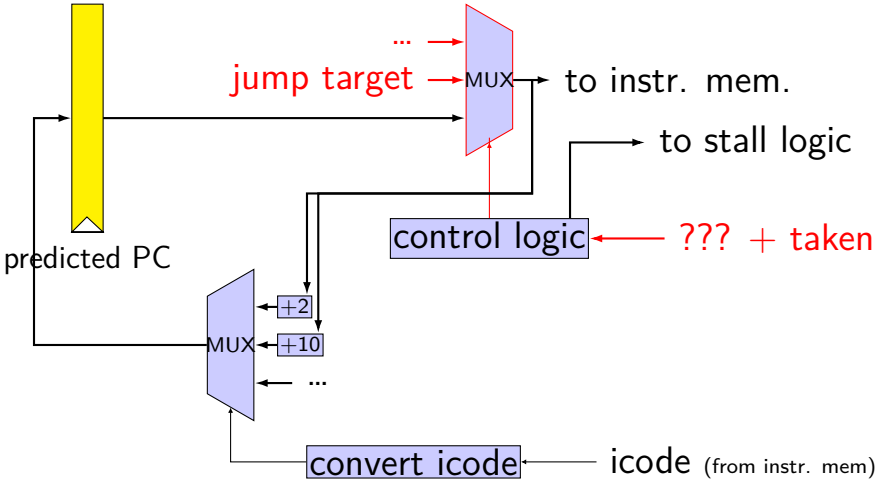 ...
jump target
MUX
to instr. mem.
to stall logic
control logic
??? + taken
predicted PC
+2
MUX
+10
...
convert icode
icode (from instr. mem)